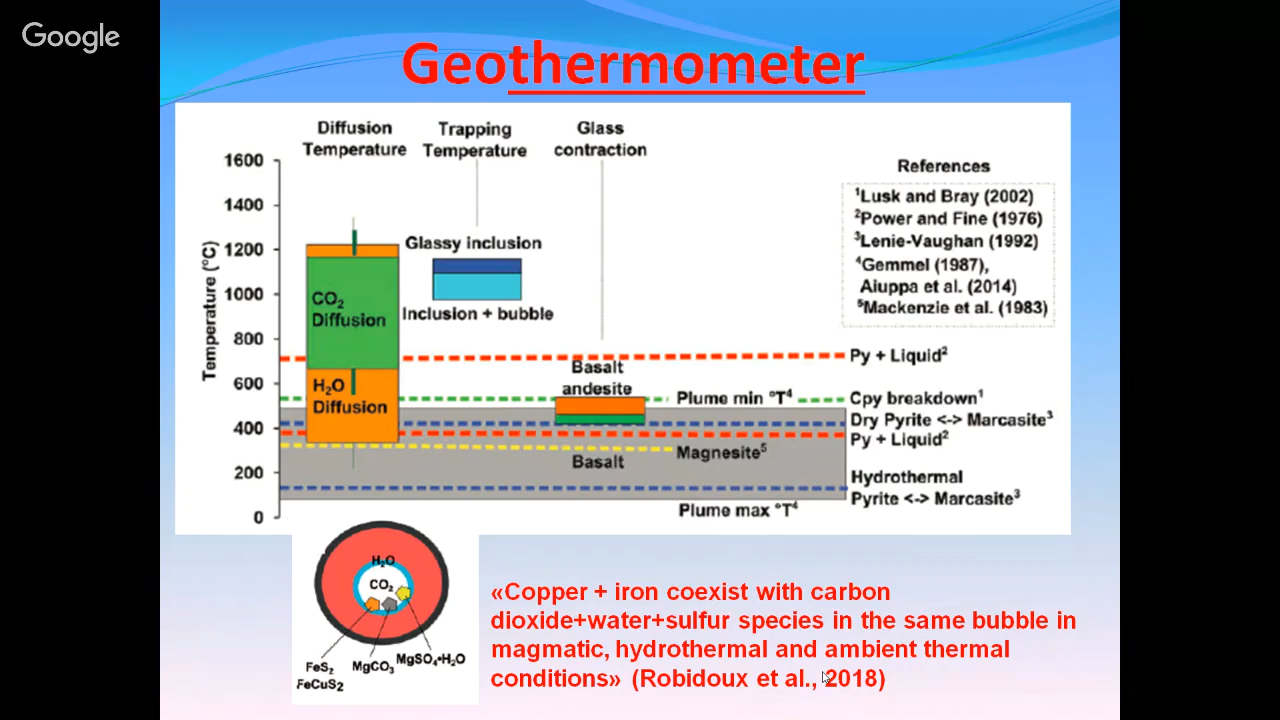 Google
Geothermometer
Diffusion
Temperature
Trapping
Temperature
Glass
contraction
References
¹Lusk and Bray (2002)
²Power and Fine (1976)
³Lenie-Vaughan (1992)
⁴Gemmel (1987),
Aiuppa et al. (2014)
⁵Mackenzie et al. (1983)
Temperature (°C)
1600
1400
1200
1000
800
600
400
200
0
CO₂
Diffusion
H₂O
Diffusion
Glassy inclusion
Inclusion + bubble
Basalt
andesite
Basalt
Plume min °T⁴
Magnesite⁵
Plume max °T⁴
Py + Liquid²
Cpy breakdown¹
Dry Pyrite <-> Marcasite³
Py + Liquid²
Hydrothermal
Pyrite <-> Marcasite³
H₂O
CO₂
FeS₂
FeCuS₂
MgCO₃
MgSO₄•H₂O
«Copper + iron coexist with carbon
dioxide+water+sulfur species in the same bubble in
magmatic, hydrothermal and ambient thermal
conditions» (Robidoux et al., 2018)